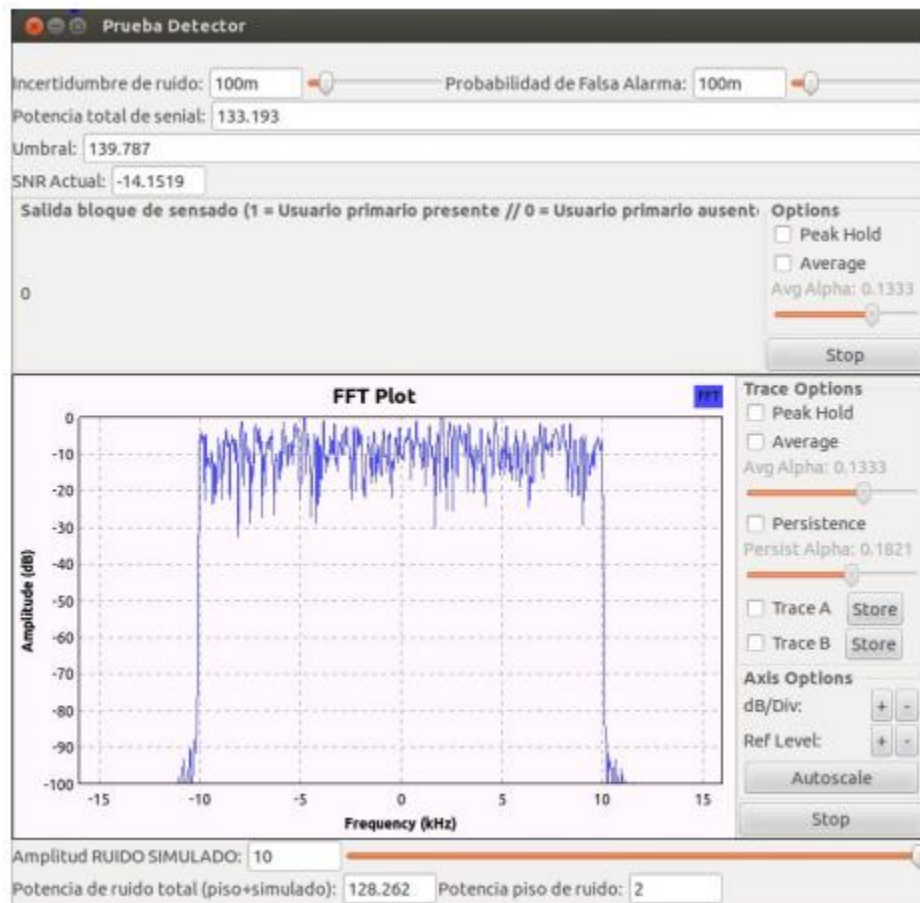 Prueba Detector
Incertidumbre de ruido: 100m Probabilidad de Falsa Alarma: 100m
Potencia total de senial: 133.193
Umbral: 139.787
SNR Actual: -14.1519
Salida bloque de sensado (1 = Usuario primario presente // 0 = Usuario primario ausent
0
Options
Peak Hold
Average
Avg Alpha: 0.1333
Stop
FFT Plot
FFT
Amplitude (dB)
0
-10
-20
-30
-40
-50
-60
-70
-80
-90
-100
-15 -10 -5 0 5 10 15
Frequency (kHz)
Trace Options
Peak Hold
Average
Avg Alpha: 0.1333
Persistence
Persist Alpha: 0.1821
Trace A Store
Trace B Store
Axis Options
dB/Div: + -
Ref Level: + -
Autoscale
Stop
Amplitud RUIDO SIMULADO: 10
Potencia de ruido total (piso+simulado): 128.262 Potencia piso de ruido: 2